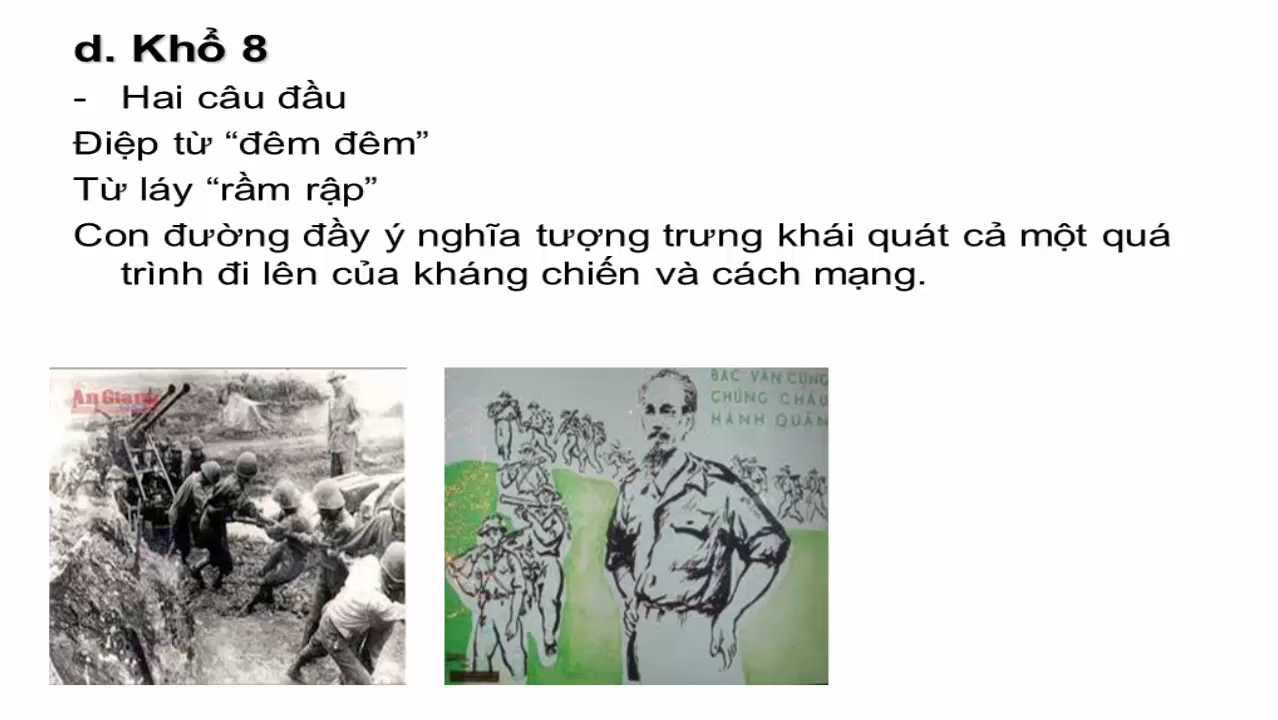 d. Khổ 8
- Hai câu đầu
Điệp từ “đêm đêm”
Từ láy “rầm rập”
Con đường đầy ý nghĩa tượng trưng khái quát cả một quá
trình đi lên của kháng chiến và cách mạng.
An Giang
BÁC VẪN CÙNG
CHÚNG CHÁU
HÀNH QUÂN